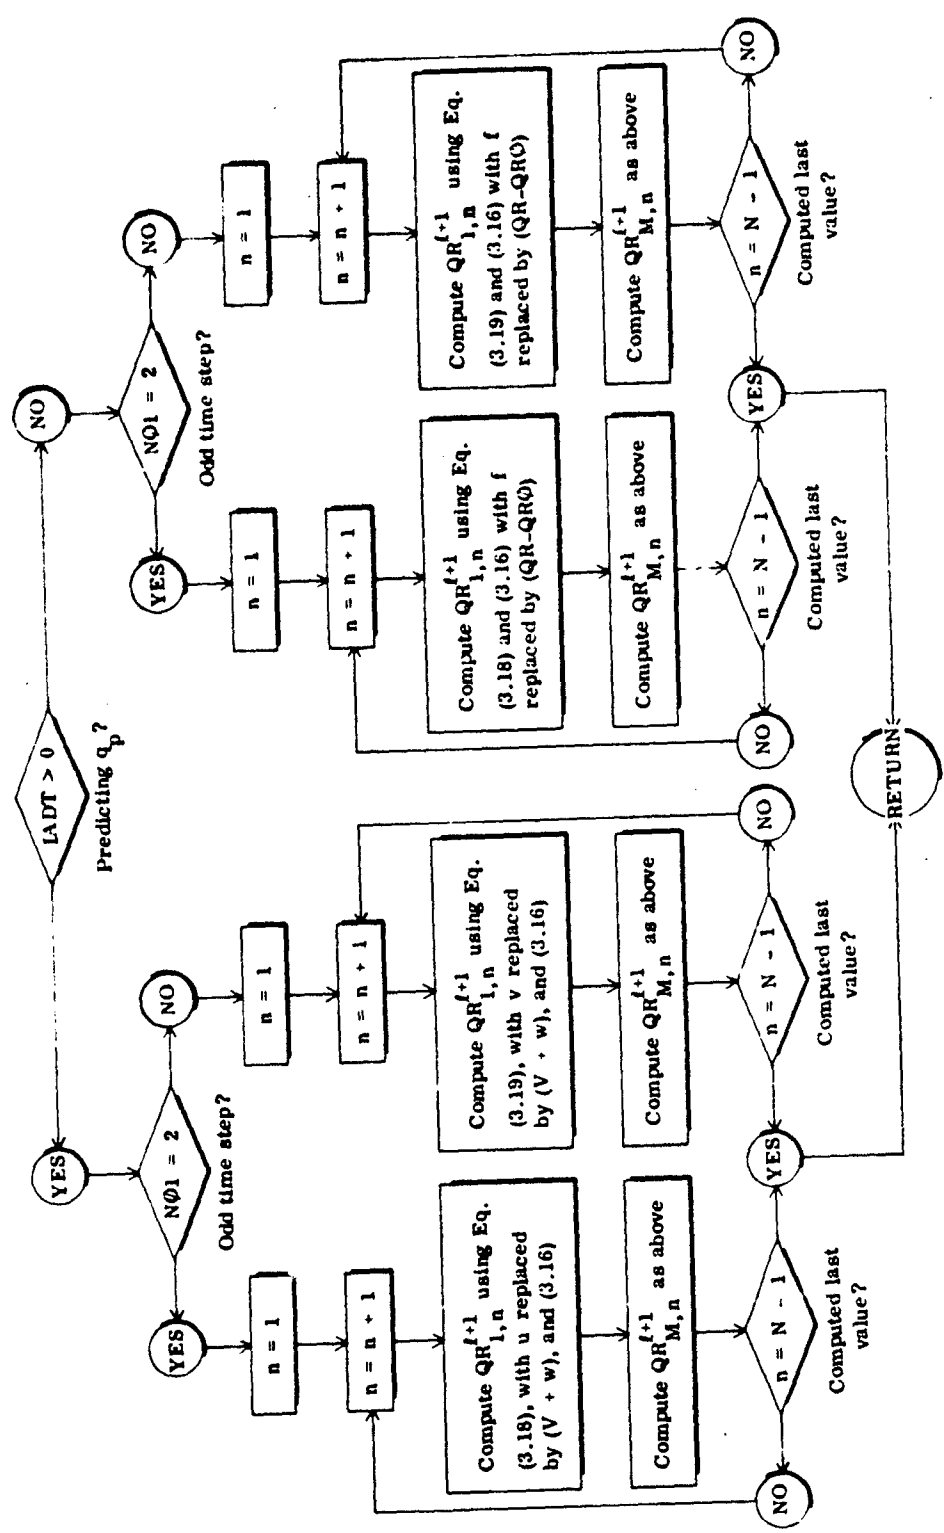 IADT > 0
Predicting q_p?
YES
NO
NØ1 = 2
Odd time step?
YES
NO
n = 1
n = n + 1
Compute QR^{ℓ+1}_{1,n} using Eq.
(3.18), with u replaced
by (V + w), and (3.16)
Compute QR^{ℓ+1}_{M,n} as above
n = N - 1
Computed last
value?
NO
YES
n = 1
n = n + 1
Compute QR^{ℓ+1}_{1,n} using Eq.
(3.19), with v replaced
by (V + w), and (3.16)
Compute QR^{ℓ+1}_{M,n} as above
n = N - 1
Computed last
value?
NO
NØ1 = 2
Odd time step?
YES
NO
n = 1
n = n + 1
Compute QR^{ℓ+1}_{1,n} using Eq.
(3.18) and (3.16) with f
replaced by (QR-QRØ)
Compute QR^{ℓ+1}_{M,n} as above
n = N - 1
Computed last
value?
NO
YES
n = 1
n = n + 1
Compute QR^{ℓ+1}_{1,n} using Eq.
(3.19) and (3.16) with f
replaced by (QR-QRØ)
Compute QR^{ℓ+1}_{M,n} as above
n = N - 1
Computed last
value?
NO
RETURN